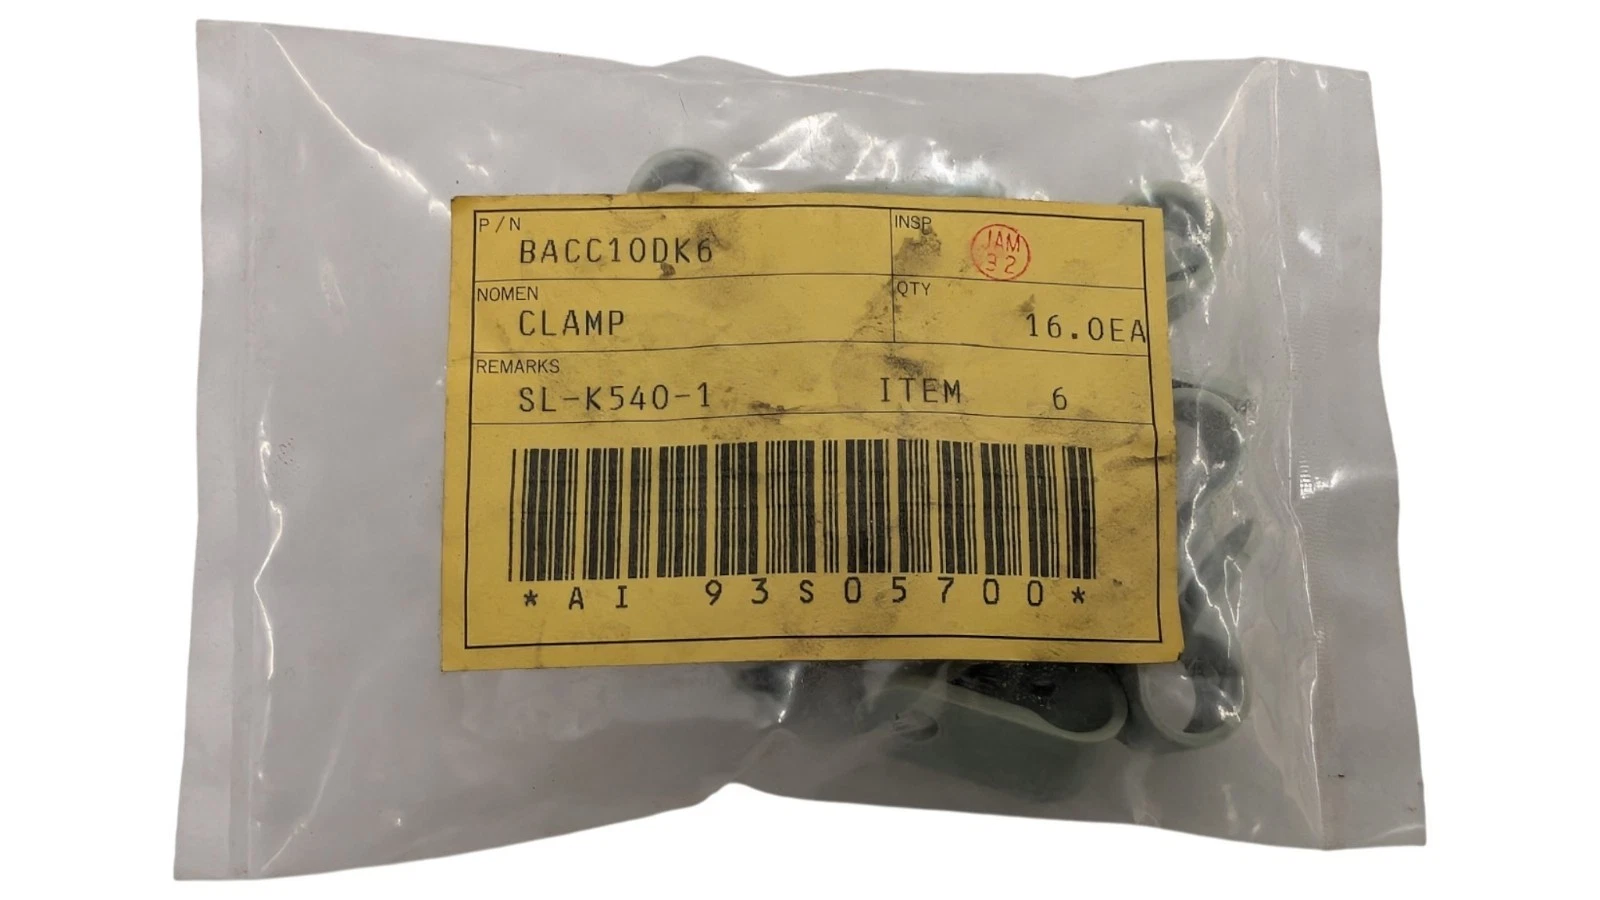 P/N
BACC10DK6
INSP
JAM
32
NOMEN
CLAMP
QTY
16.0EA
REMARKS
SL-K540-1 ITEM 6
*AI 93S05700*